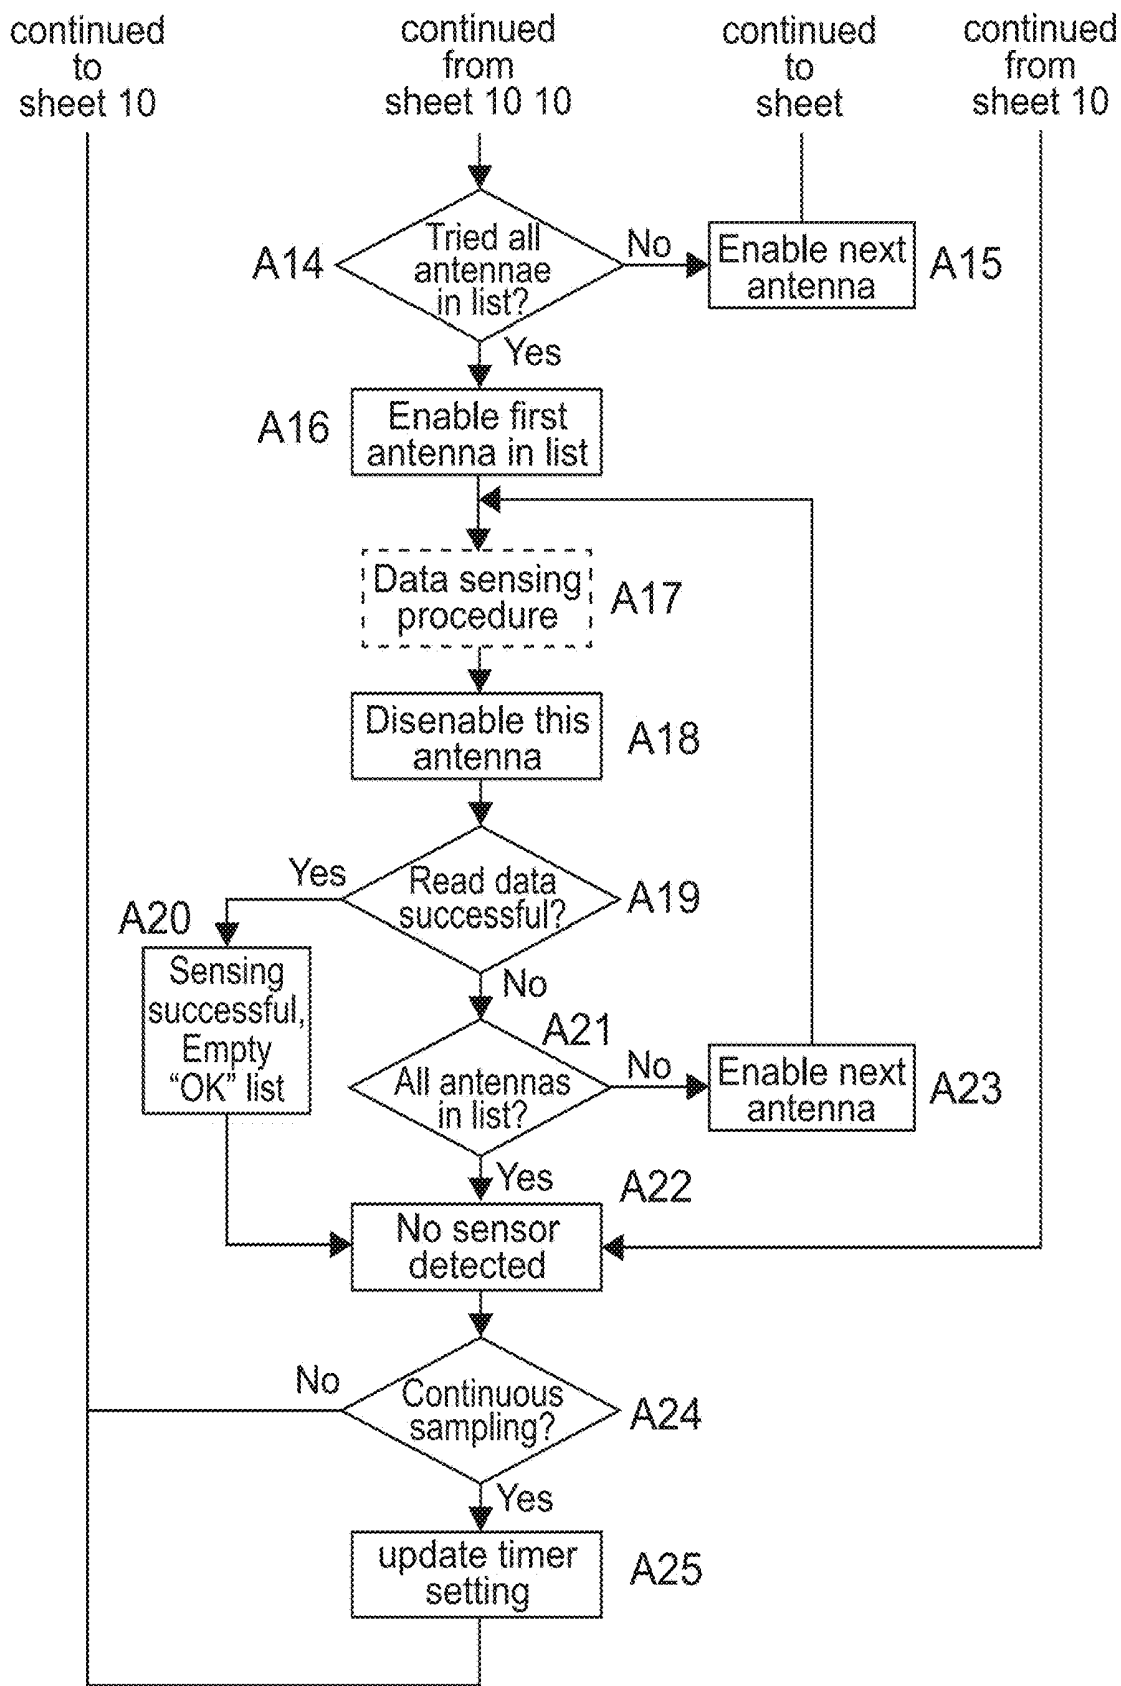 continued
to
sheet 10
continued
from
sheet 10 10
continued
to
sheet
continued
from
sheet 10
A14
Tried all
antennae
in list?
No
Enable next
antenna
A15
Yes
A16
Enable first
antenna in list
Data sensing
procedure
A17
Disenable this
antenna
A18
Yes
Read data
successful?
A19
A20
Sensing
successful,
Empty
“OK” list
No
A21
All antennas
in list?
No
Enable next
antenna
A23
Yes
A22
No sensor
detected
No
Continuous
sampling?
A24
Yes
update timer
setting
A25